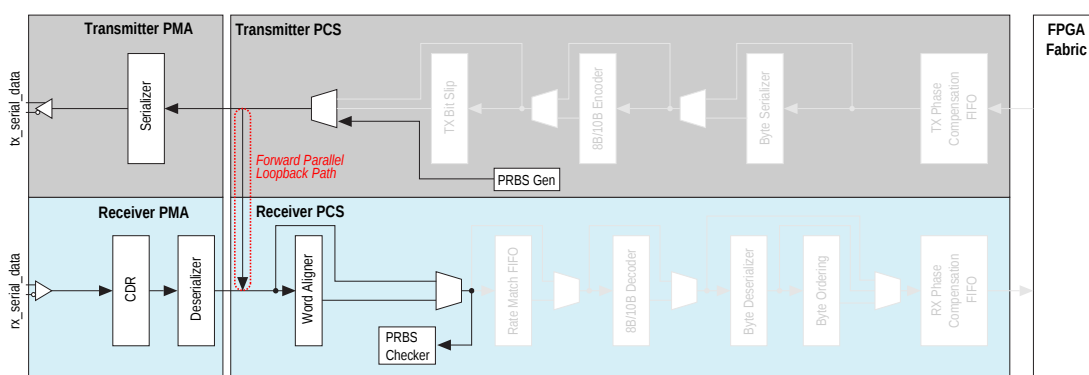 Transmitter PMA
Transmitter PCS
FPGA
Fabric
tx_serial_data
Serializer
Forward Parallel
Loopback Path
TX Bit Slip
8B/10B Encoder
Byte Serializer
TX Phase
Compensation
FIFO
PRBS Gen
Receiver PMA
Receiver PCS
rx_serial_data
CDR
Deserializer
Word Aligner
PRBS
Checker
Rate Match FIFO
8B/10B Decoder
Byte Deserializer
Byte Ordering
RX Phase
Compensation
FIFO